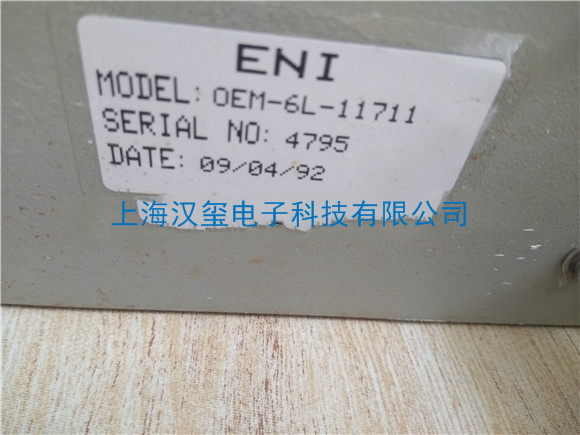 ENI
MODEL: OEM-6L-11711
SERIAL NO: 4795
DATE: 09/04/92
上海汉玺电子科技有限公司